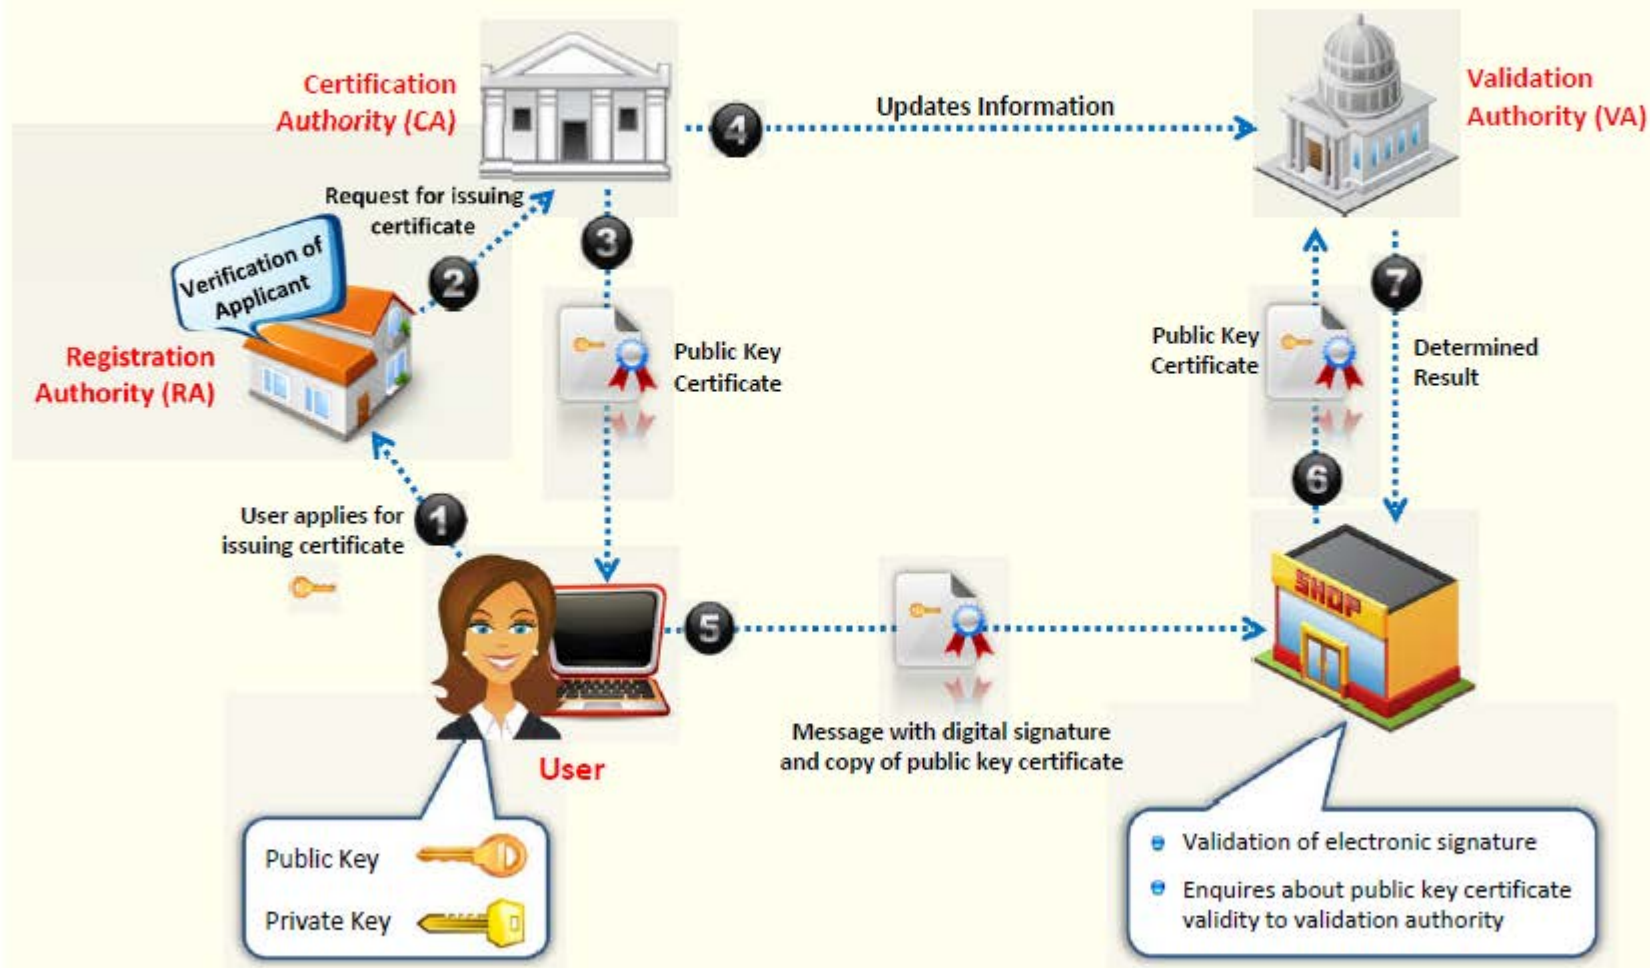 Certification
Authority (CA)
4
Updates Information
Validation
Authority (VA)
Request for issuing
certificate
2
3
Verification of
Applicant
Registration
Authority (RA)
Public Key
Certificate
Public Key
Certificate
7
Determined
Result
6
User applies for
issuing certificate
1
5
SHOP
Message with digital signature
and copy of public key certificate
User
Public Key
Private Key
Validation of electronic signature
Enquires about public key certificate
validity to validation authority